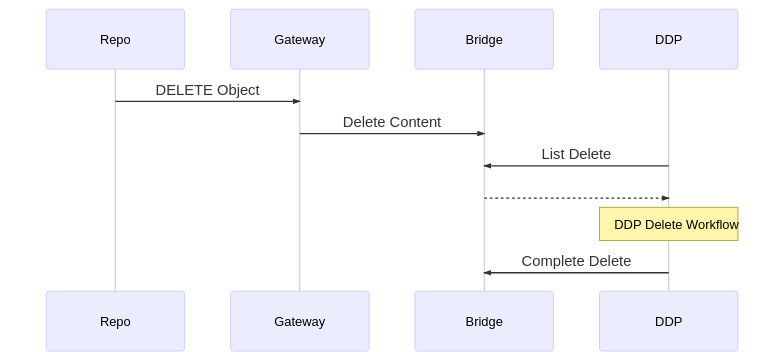 Repo
Gateway
Bridge
DDP
DELETE Object
Delete Content
List Delete
DDP Delete Workflow
Complete Delete
Repo
Gateway
Bridge
DDP